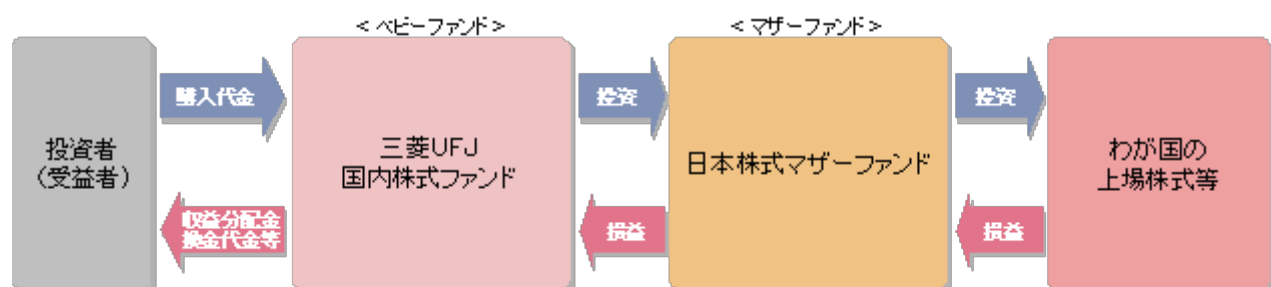 ＜ベビーファンド＞
＜マザーファンド＞
投資者
（受益者）
購入代金
収益分配金
換金代金等
三菱UFJ
国内株式ファンド
投資
損益
日本株式マザーファンド
投資
損益
わが国の
上場株式等